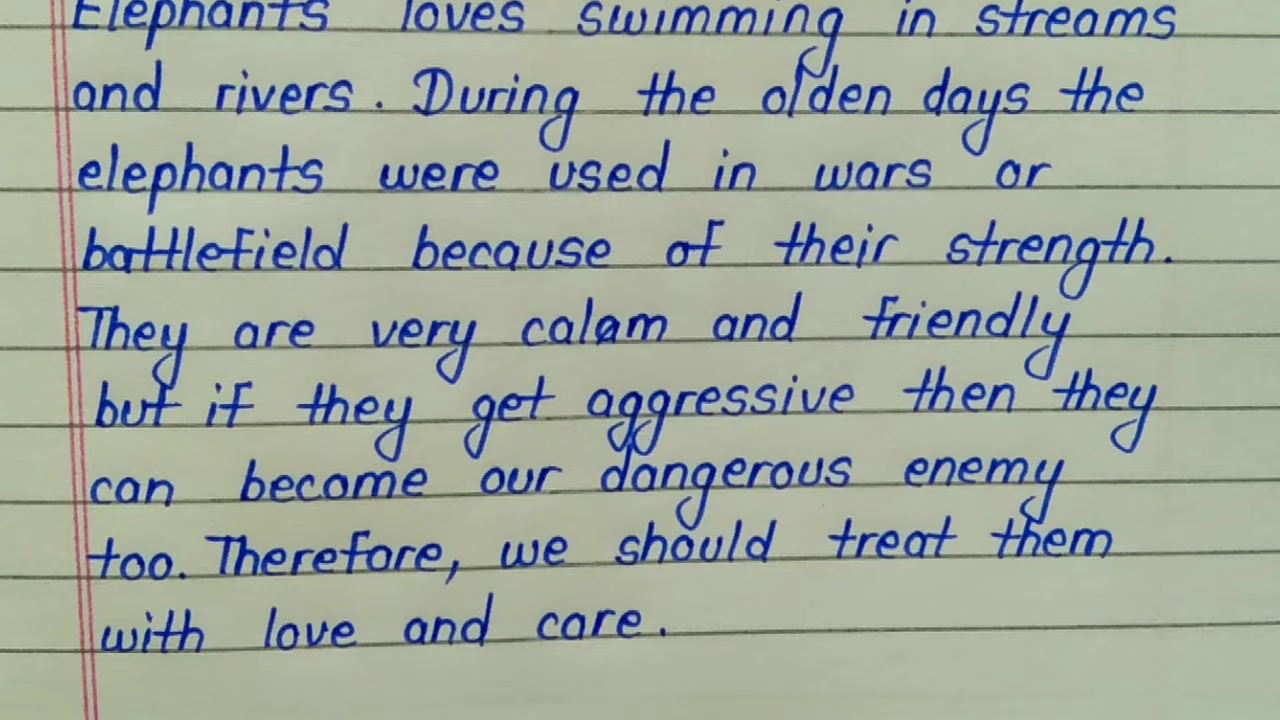 Elephants loves swimming in streams
and rivers. During the olden days the
elephants were used in wars or
battlefield because of their strength.
They are very calam and friendly
but if they get aggressive then they
can become our dangerous enemy
too. Therefore, we should treat them
with love and care.